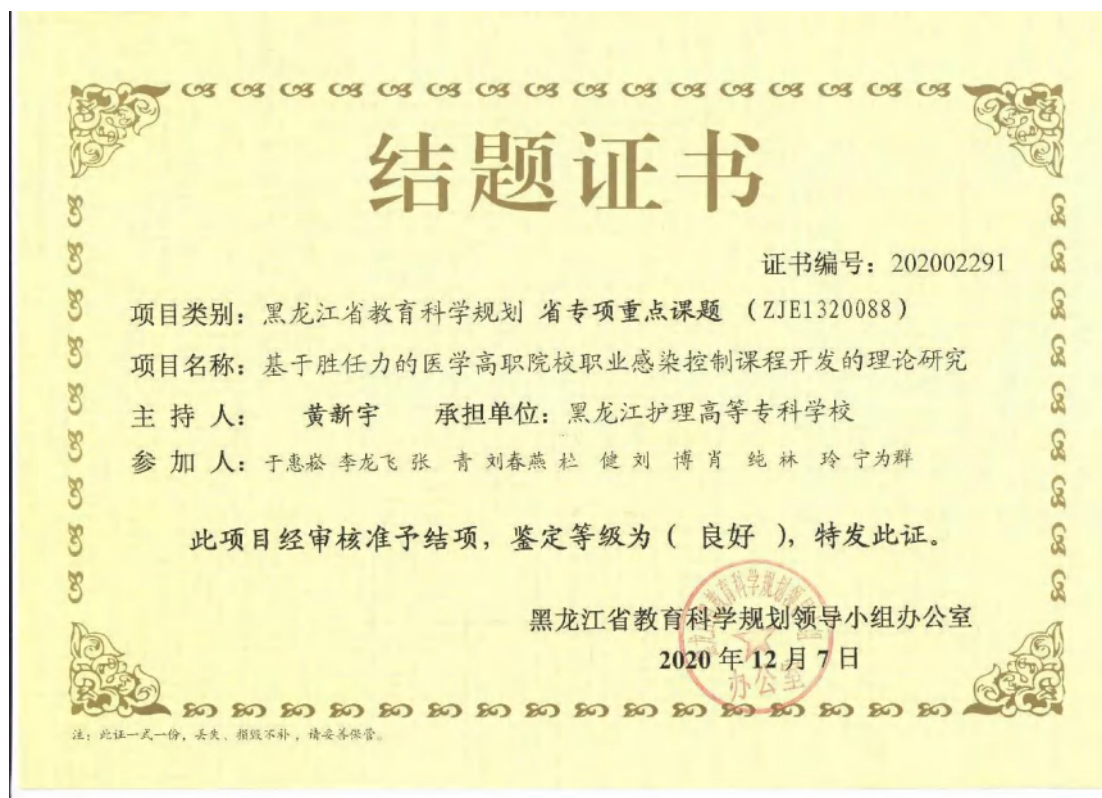 结题证书
证书编号：202002291
项目类别：黑龙江省教育科学规划 省专项重点课题 （ZJE1320088）
项目名称：基于胜任力的医学高职院校职业感染控制课程开发的理论研究
主 持 人： 黄新宇 承担单位：黑龙江护理高等专科学校
参 加 人：于惠崧 李龙飞 张 青 刘春燕 杜 健 刘 博 肖 纯 林 玲 宁为群
此项目经审核准予结项，鉴定等级为（ 良好 ），特发此证。
黑龙江省教育科学规划领导小组办公室
2020 年 12 月 7 日
办公室
注：此证一式一份，丢失、损毁不补，请妥善保管。